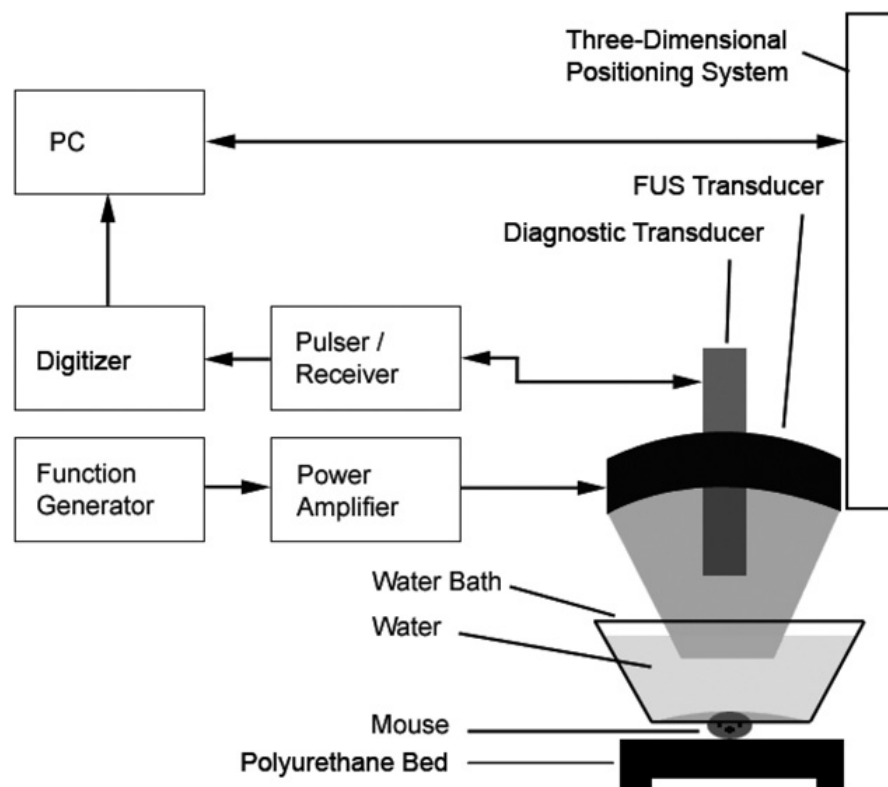 Three-Dimensional
Positioning System
PC
FUS Transducer
Diagnostic Transducer
Digitizer
Pulser /
Receiver
Function
Generator
Power
Amplifier
Water Bath
Water
Mouse
Polyurethane Bed